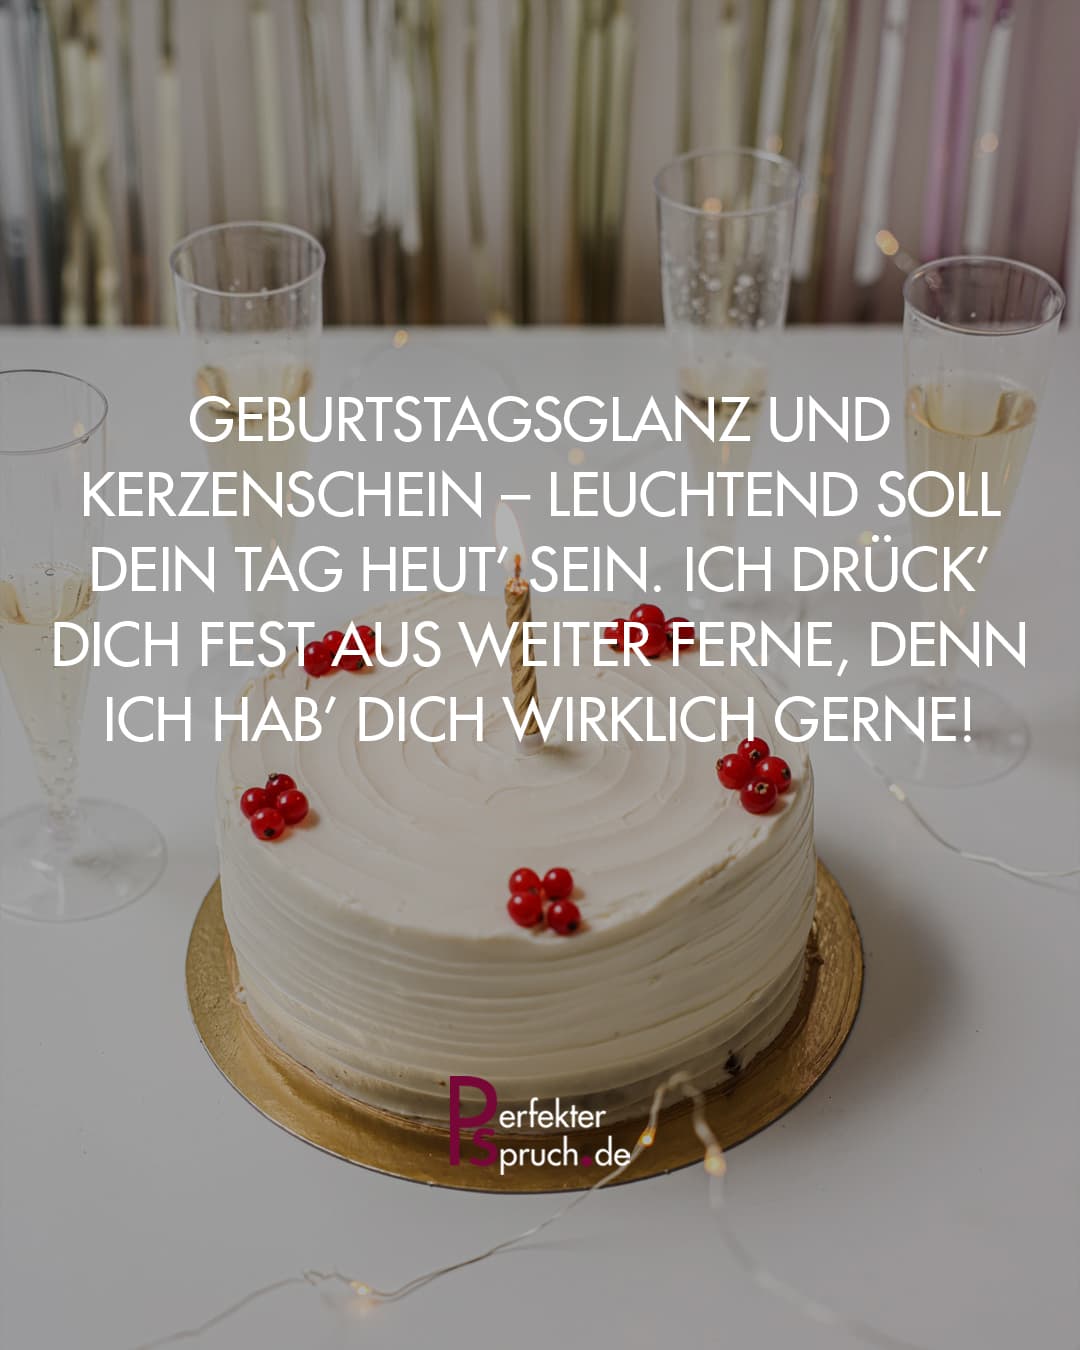 GEBURTSTAGSGLANZ UND
KERZENSCHEIN – LEUCHTEND SOLL
DEIN TAG HEUT’ SEIN. ICH DRÜCK’
DICH FEST AUS WEITER FERNE, DENN
ICH HAB’ DICH WIRKLICH GERNE!
Perfekter
Spruch.de